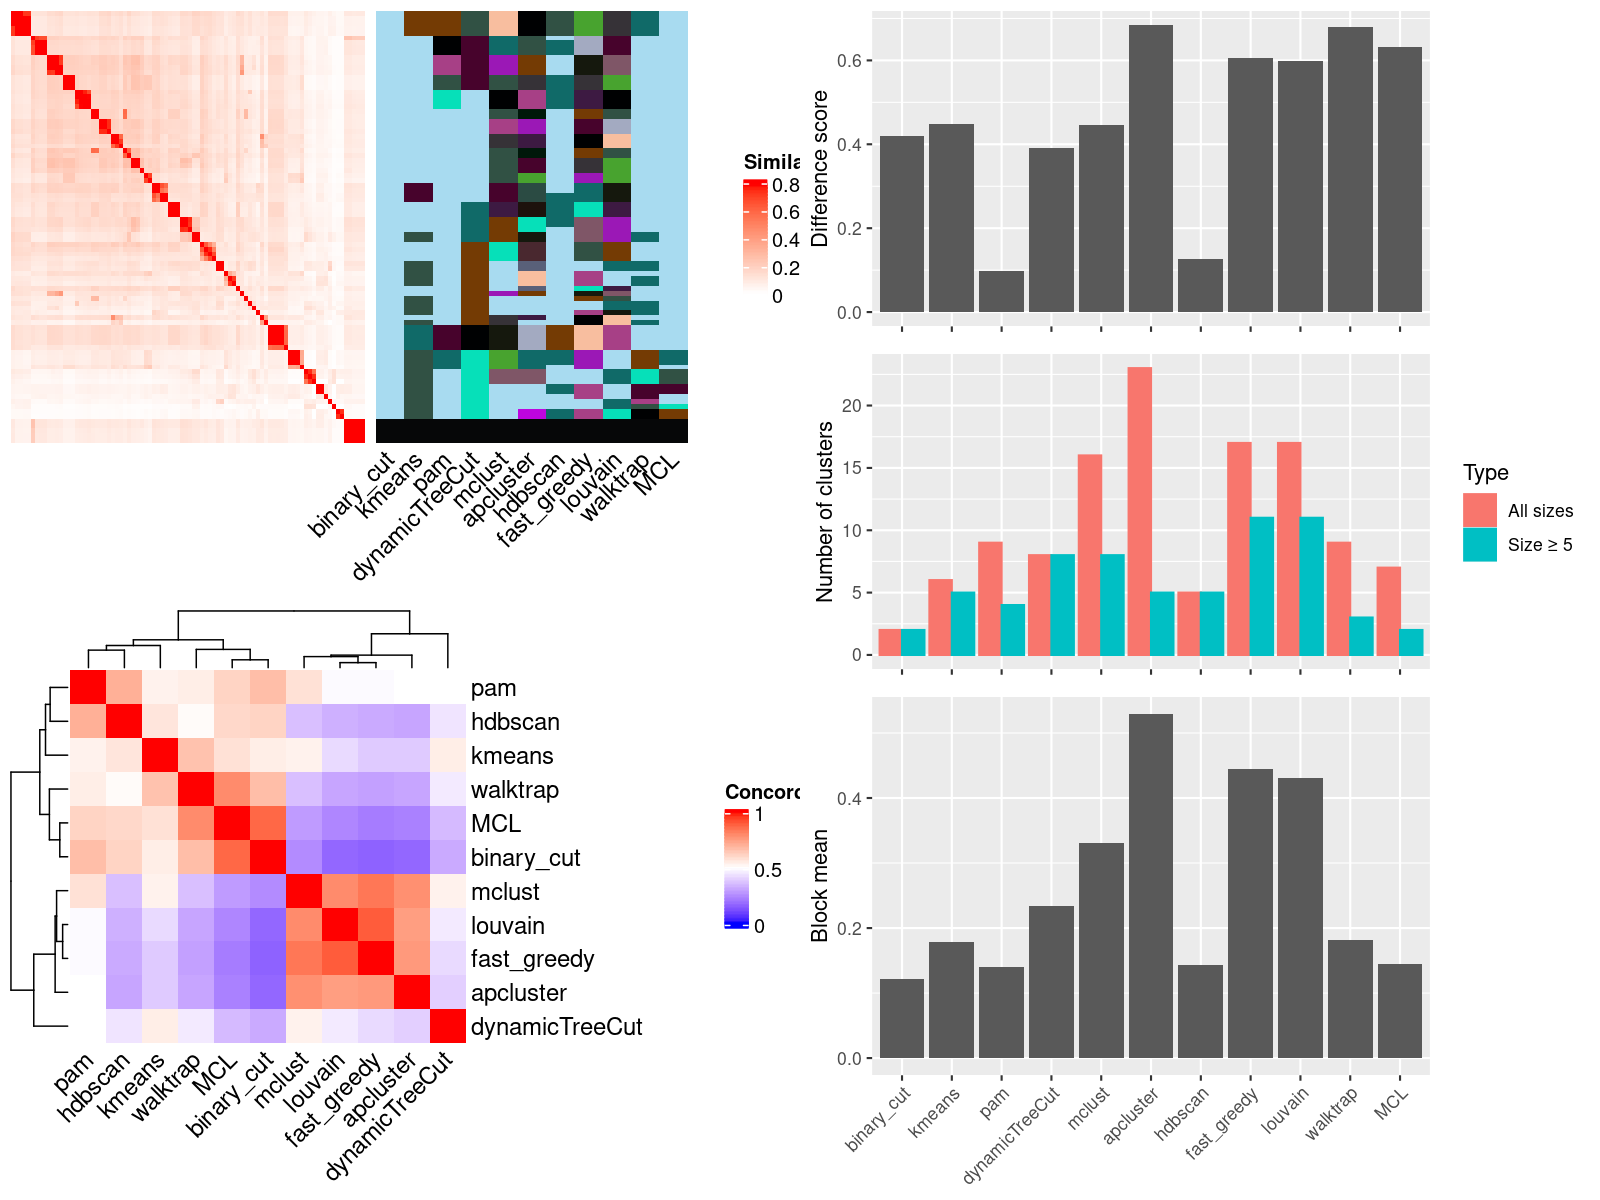 Simila
0.8
0.6
0.4
0.2
0
binary_cut
kmeans
pam
dynamicTreeCut
mclust
apcluster
hdbscan
fast_greedy
louvain
walktrap
MCL
pam
hdbscan
kmeans
walktrap
MCL
binary_cut
mclust
louvain
fast_greedy
apcluster
dynamicTreeCut
pam
hdbscan
kmeans
walktrap
MCL
binary_cut
mclust
louvain
fast_greedy
apcluster
dynamicTreeCut
Concord
1
0.5
0
Difference score
0.6
0.4
0.2
0.0
Number of clusters
20
15
10
5
0
Type
All sizes
Size ≥ 5
Block mean
0.4
0.2
0.0
binary_cut
kmeans
pam
dynamicTreeCut
mclust
apcluster
hdbscan
fast_greedy
louvain
walktrap
MCL